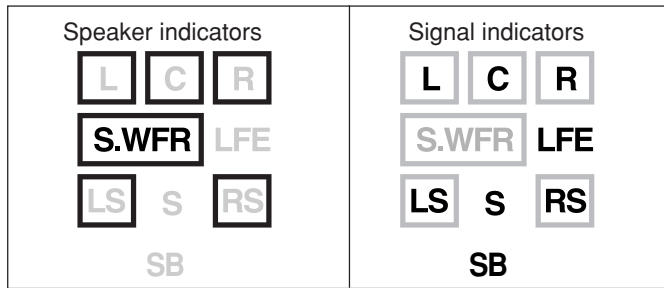 Speaker indicators
L C R
S.WFR LFE
LS S RS
SB
Signal indicators
L C R
S.WFR LFE
LS S RS
SB